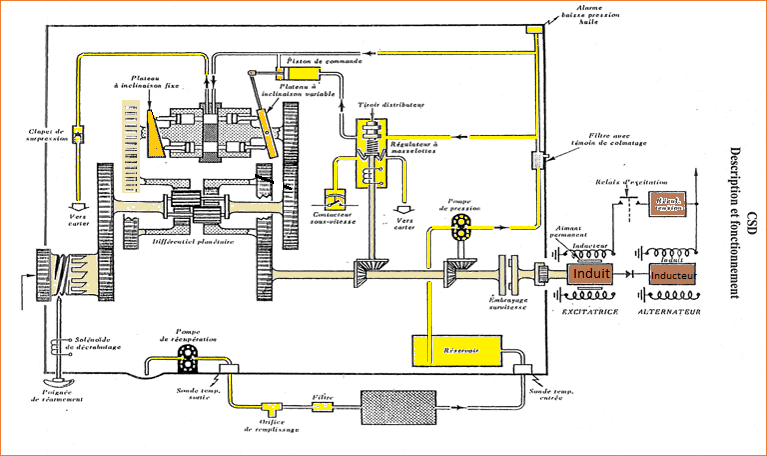 Alarme
baisse pression
huile
Piston de commande
Plateau
à inclinaison fixe
Plateau à
inclinaison variable
Tiroir distributeur
Clapet de
surpression
Régulateur à
masselottes
Filtre avec
témoin de colmatage
Relais d'excitation
Pompe
de pression
Vers
carter
Contacteur
sous-vitesse
Vers
carter
Différentiel planétaire
Aimant
permanent
Inducteur
Induit
Induit
Inducteur
EXCITATRICE
ALTERNATEUR
Embrayage
survitesse
Solénoïde
de décrabotage
Pompe
de récupération
Réservoir
Poignée
de réarmement
Sonde temp.
sortie
Filtre
Sonde temp.
entrée
Orifice
de remplissage
CSD
Description et fonctionnement